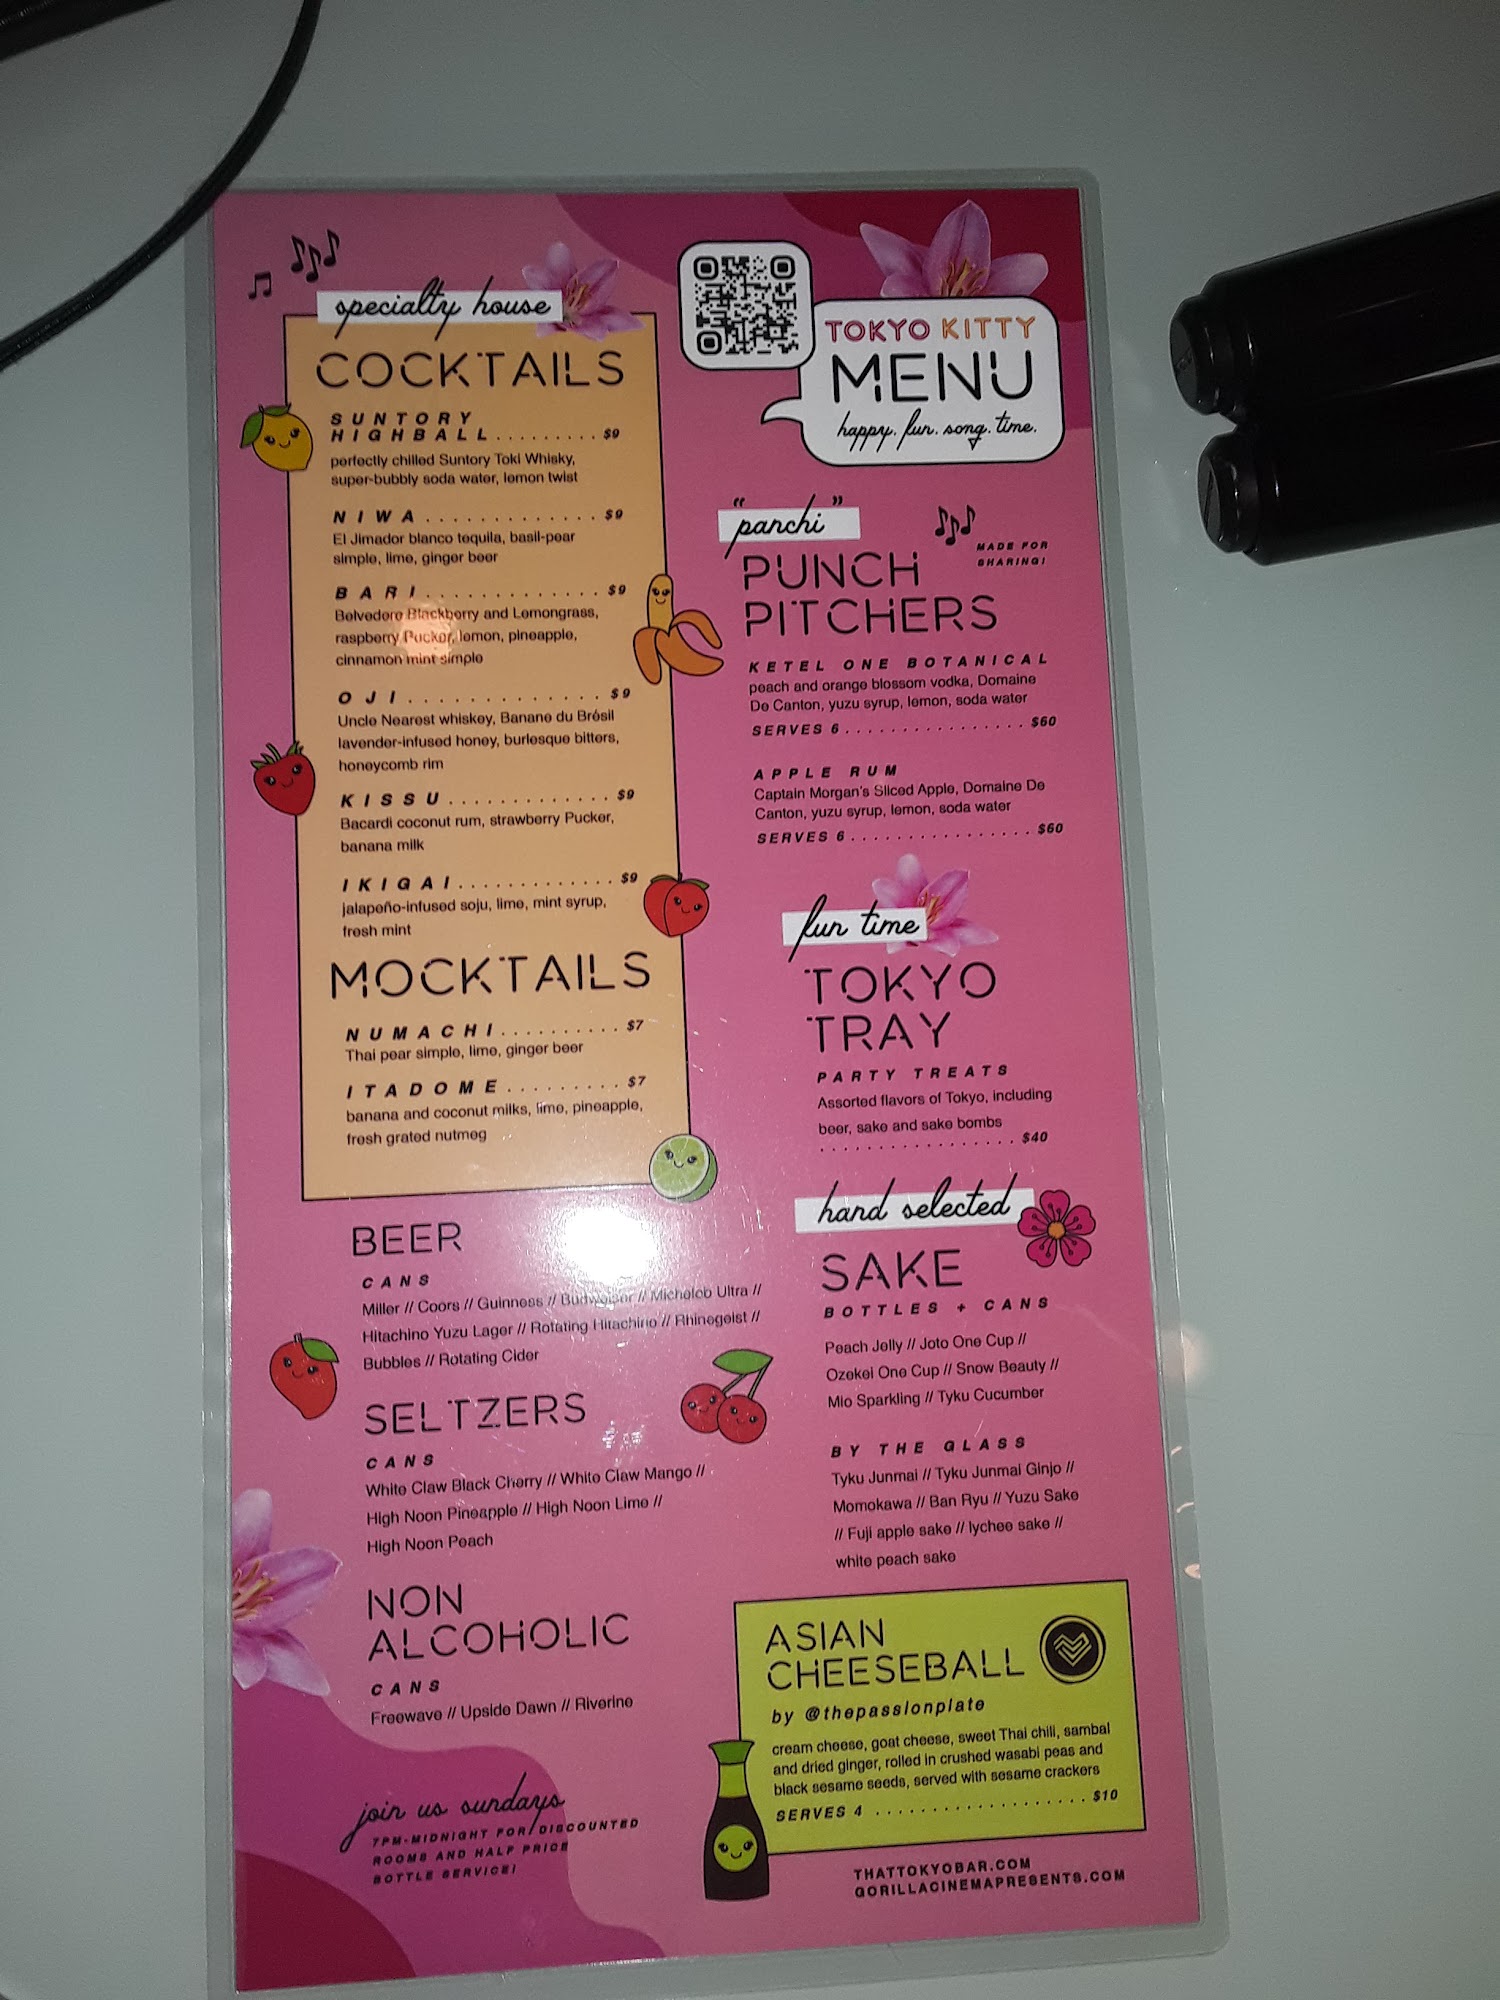 specialty house
COCKTAILS
SUNTORY
HIGHBALL.........$9
perfectly chilled Suntory Toki Whisky,
super-bubbly soda water, lemon twist
NIWA.............$9
El Jimador blanco tequila, basil-pear
simple, lime, ginger beer
BARI.............$9
Belvedere Blackberry and Lemongrass,
raspberry Pucker, lemon, pineapple,
cinnamon mint simple
OJI.............$9
Uncle Nearest whiskey, Banane du Brésil
lavender-infused honey, burlesque bitters,
honeycomb rim
KISSU............$9
Bacardi coconut rum, strawberry Pucker,
banana milk
IKIGAI............$9
jalapeño-infused soju, lime, mint syrup,
fresh mint
MOCKTAILS
NUMACHI.........$7
Thai pear simple, lime, ginger beer
ITADOME.........$7
banana and coconut milks, lime, pineapple,
fresh grated nutmeg
BEER
CANS
Miller // Coors // Guinness // Budweiser // Michelob Ultra //
Hitachino Yuzu Lager // Rotating Hitachino // Rhinegeist //
Bubbles // Rotating Cider
SELTZERS
CANS
White Claw Black Cherry // White Claw Mango //
High Noon Pineapple // High Noon Lime //
High Noon Peach
NON
ALCOHOLIC
CANS
Freewave // Upside Dawn // Riverine
join us sundays
7PM-MIDNIGHT FOR DISCOUNTED
ROOMS AND HALF PRICE
BOTTLE SERVICE!
TOKYO KITTY
MENU
happy. fun. song. time.
"panchi"
MADE FOR
SHARING!
PUNCH
PITCHERS
KETEL ONE BOTANICAL
peach and orange blossom vodka, Domaine
De Canton, yuzu syrup, lemon, soda water
SERVES 6................$60
APPLE RUM
Captain Morgan's Sliced Apple, Domaine De
Canton, yuzu syrup, lemon, soda water
SERVES 6................$60
fun time
TOKYO
TRAY
PARTY TREATS
Assorted flavors of Tokyo, including
beer, sake and sake bombs
.................$40
hand selected
SAKE
BOTTLES + CANS
Peach Jelly // Joto One Cup //
Ozekei One Cup // Snow Beauty //
Mio Sparkling // Tyku Cucumber
BY THE GLASS
Tyku Junmai // Tyku Junmai Ginjo //
Momokawa // Ban Ryu // Yuzu Sake
// Fuji apple sake // lychee sake //
white peach sake
ASIAN
CHEESEBALL
by @thepassionplate
cream cheese, goat cheese, sweet Thai chili, sambal
and dried ginger, rolled in crushed wasabi peas and
black sesame seeds, served with sesame crackers
SERVES 4 ...................$10
THATTOKYOBAR.COM
GORILLACINEMAPRESENTS.COM